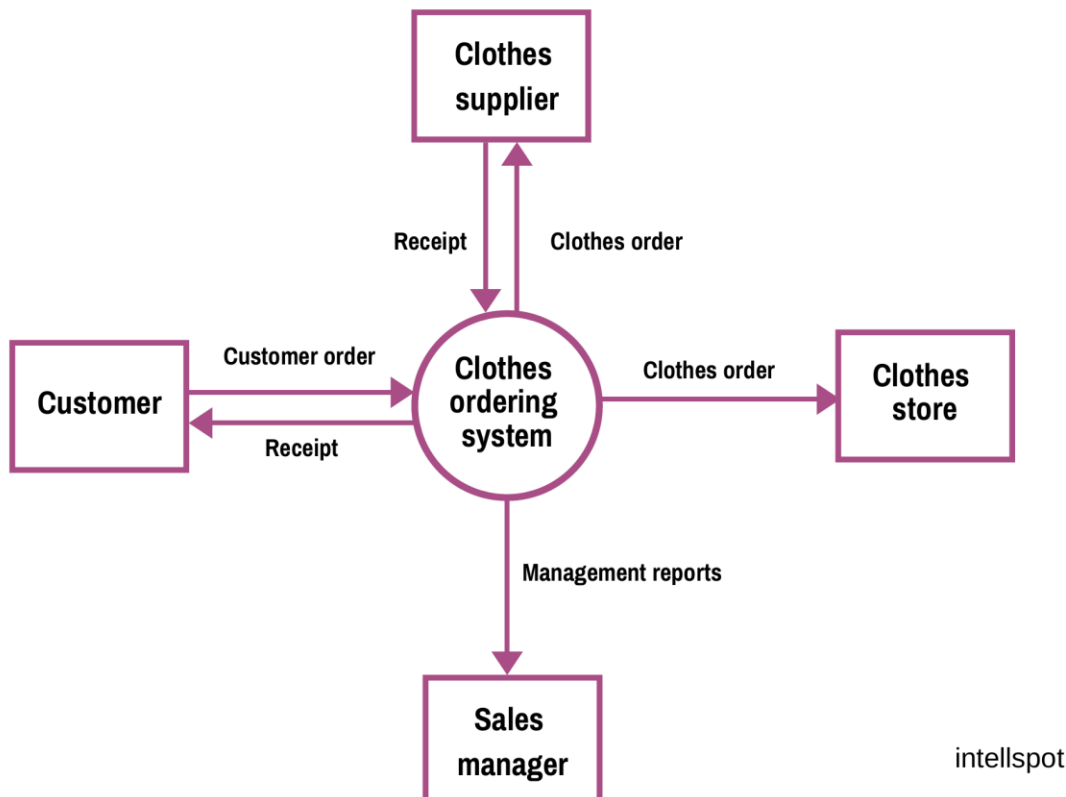 Clothes
supplier
Receipt
Clothes order
Customer
Customer order
Receipt
Clothes
ordering
system
Clothes order
Clothes
store
Management reports
Sales
manager
intellspot